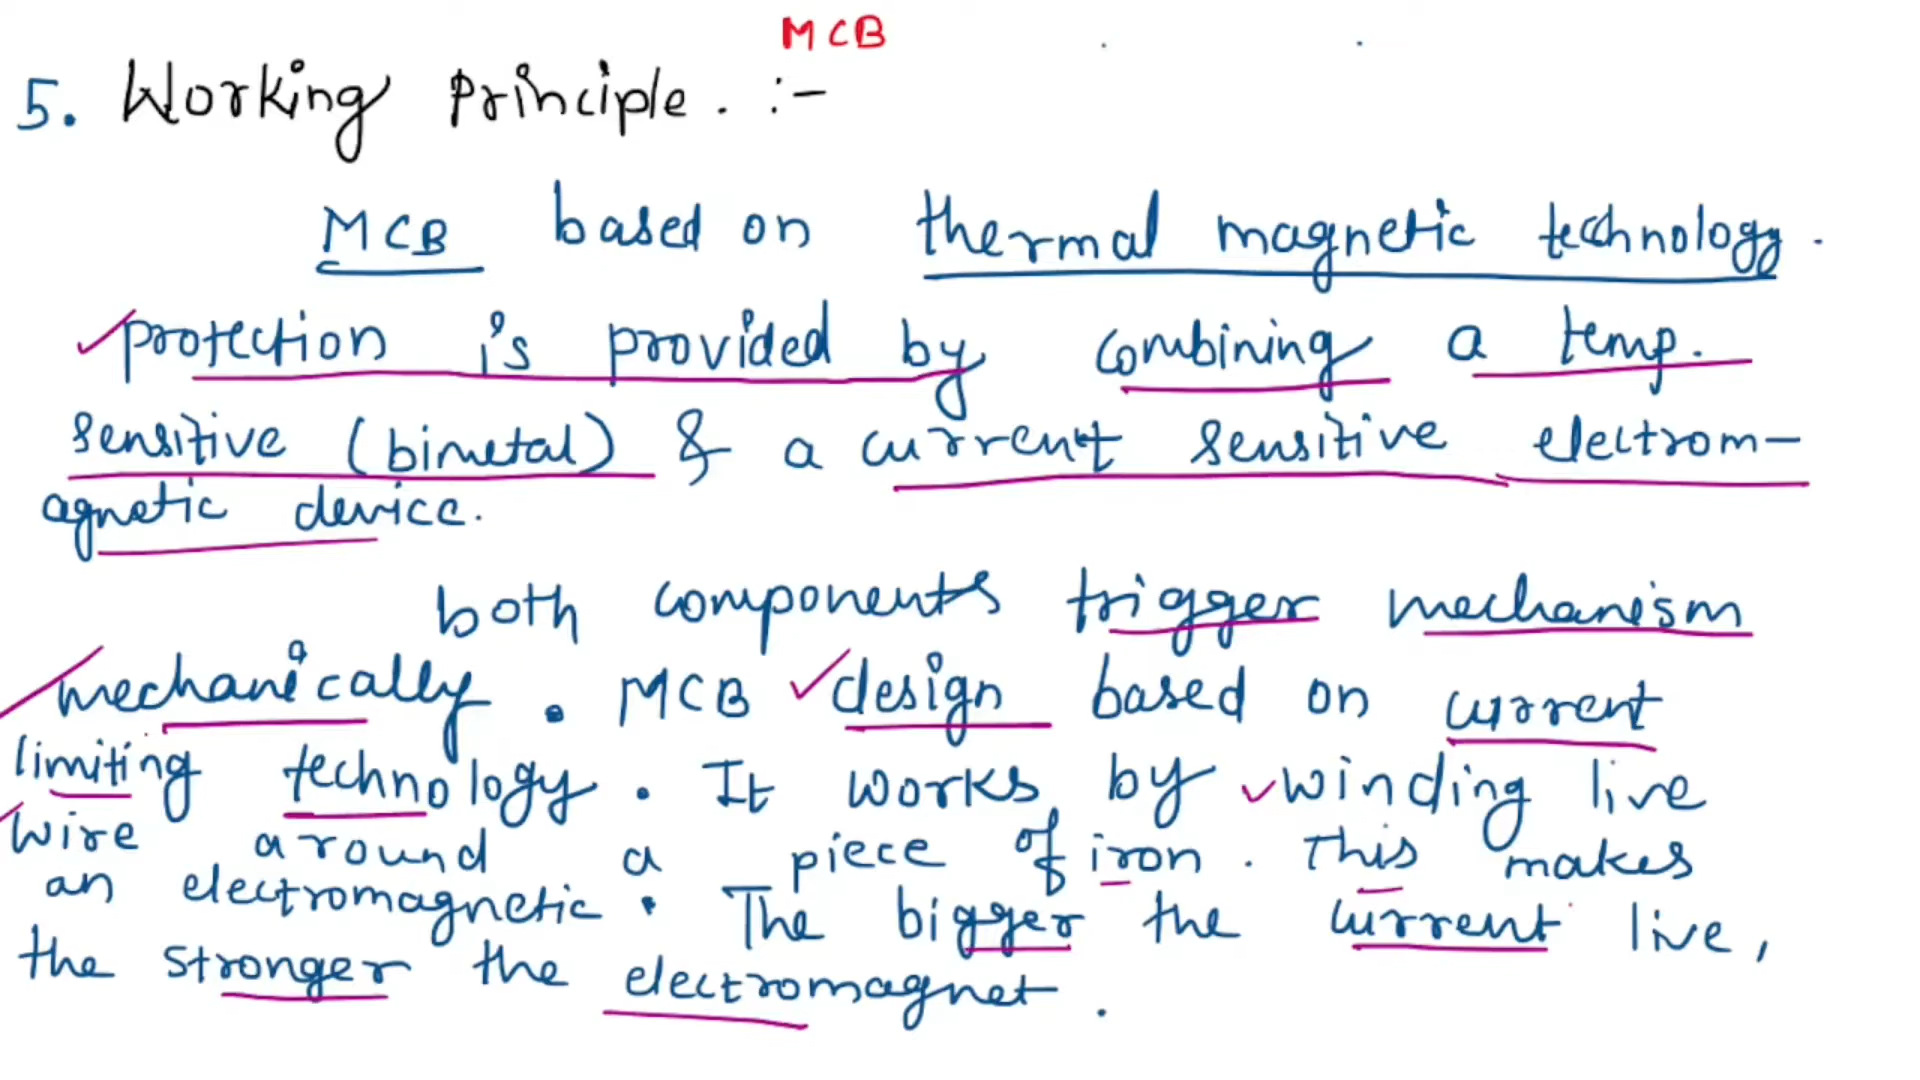 MCB
5. Working Principle. :-
MCB based on thermal magnetic technology.
protection is provided by combining a temp.
sensitive (bimetal) & a current sensitive electrom-
agnetic device.
both components trigger mechanism
mechanically. MCB design based on current
limiting technology. It works by winding live
wire around a piece of iron. This makes
an electromagnetic. The bigger the current live,
the stronger the electromagnet.